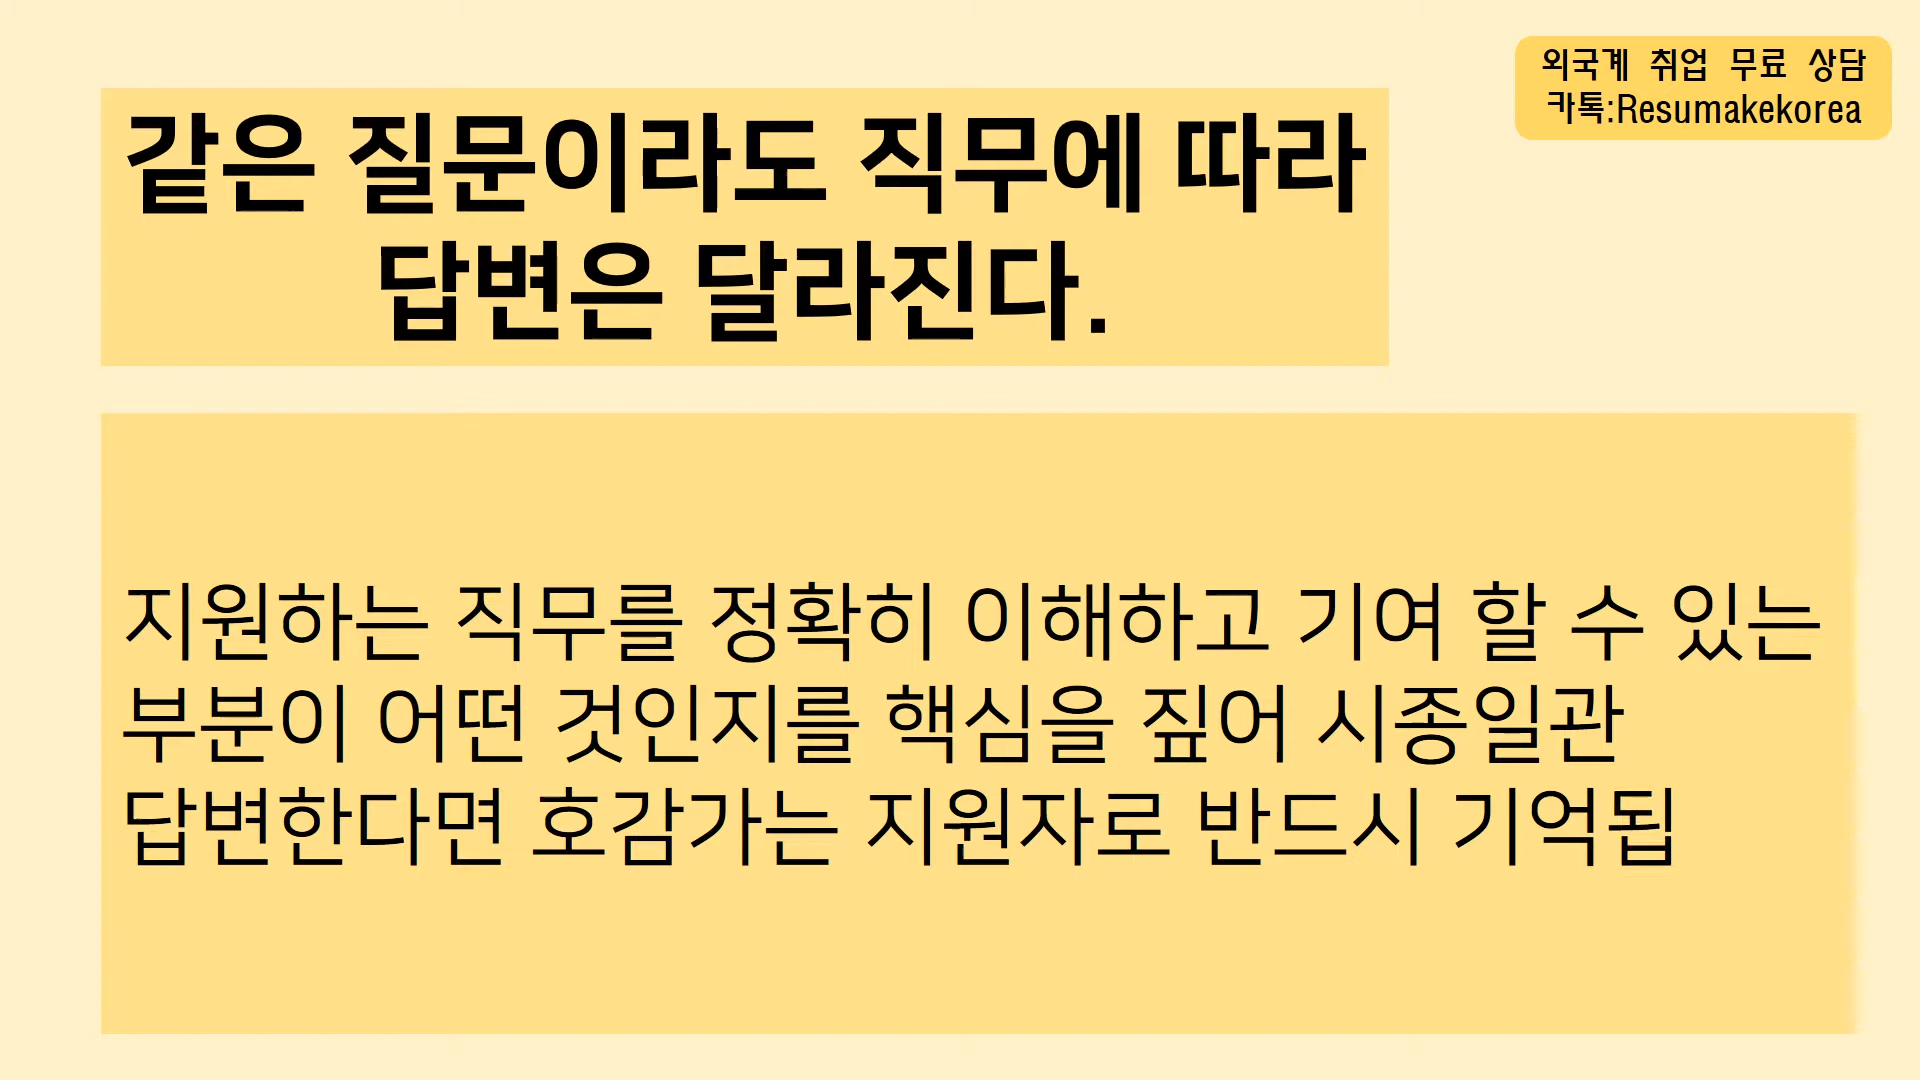 외국계 취업 무료 상담
카톡:Resumakekorea
같은 질문이라도 직무에 따라
답변은 달라진다.
지원하는 직무를 정확히 이해하고 기여 할 수 있는
부분이 어떤 것인지를 핵심을 짚어 시종일관
답변한다면 호감가는 지원자로 반드시 기억됩